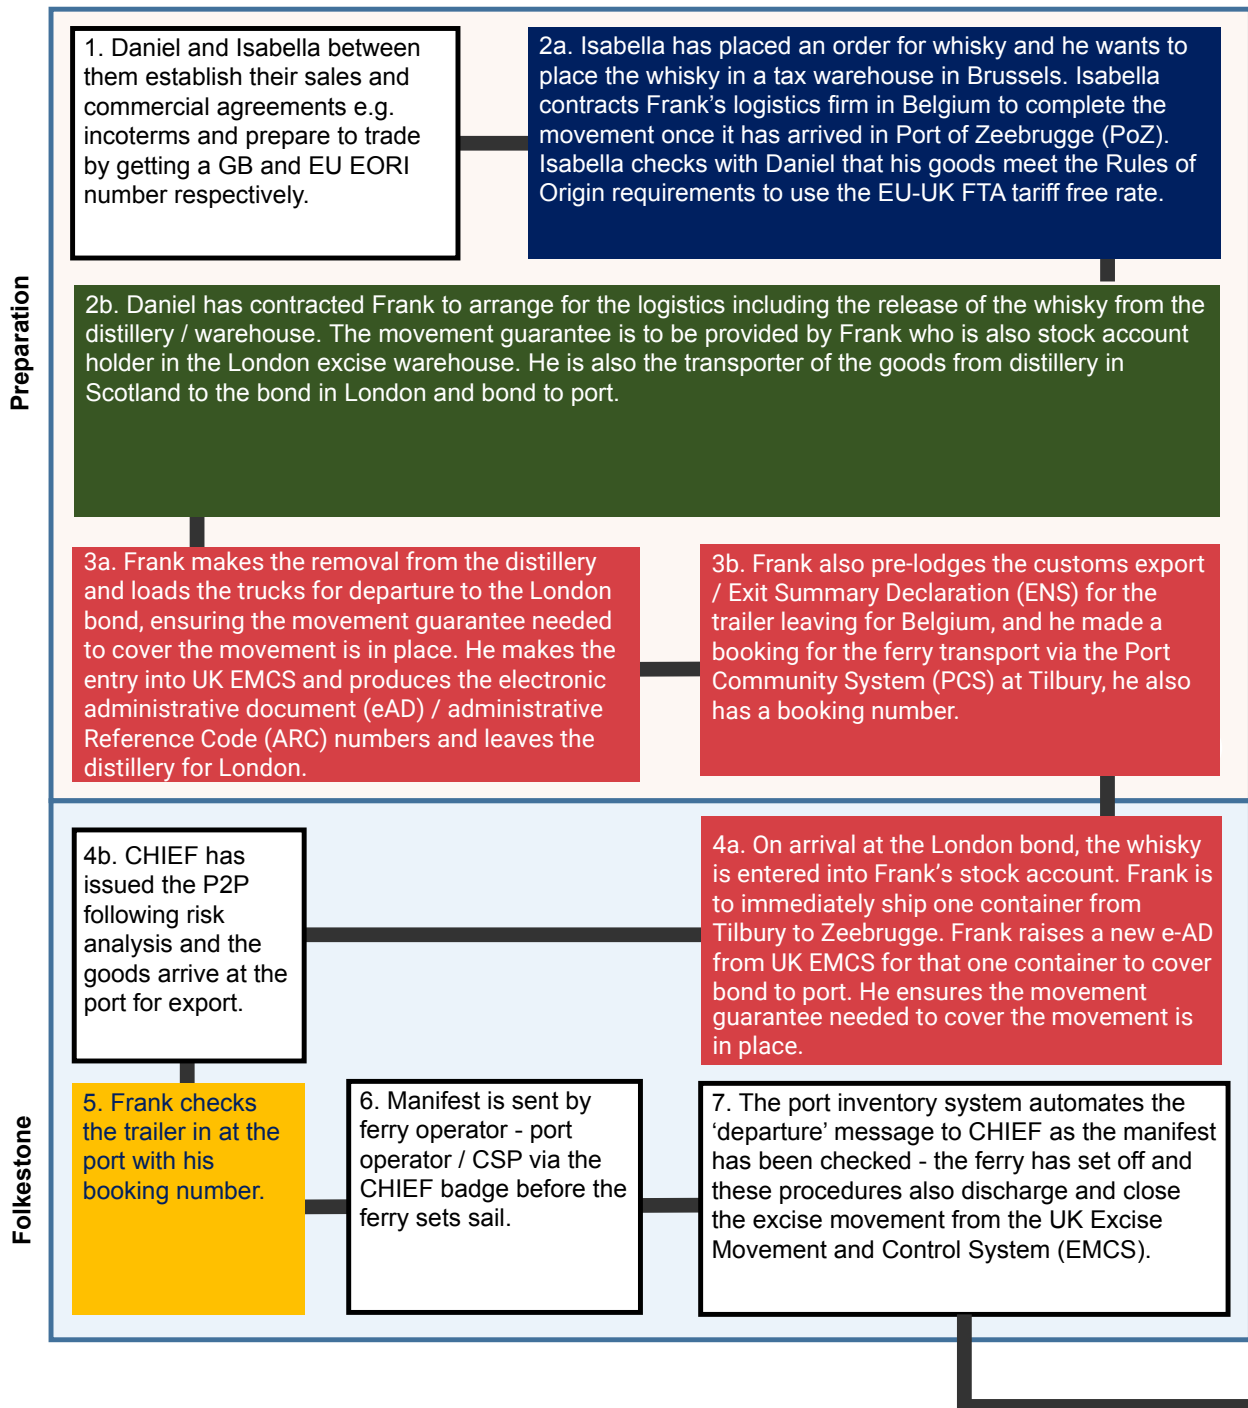 Preparation
1. Daniel and Isabella between
them establish their sales and
commercial agreements e.g.
incoterms and prepare to trade
by getting a GB and EU EORI
number respectively.
2a. Isabella has placed an order for whisky and he wants to
place the whisky in a tax warehouse in Brussels. Isabella
contracts Frank’s logistics firm in Belgium to complete the
movement once it has arrived in Port of Zeebrugge (PoZ).
Isabella checks with Daniel that his goods meet the Rules of
Origin requirements to use the EU-UK FTA tariff free rate.
2b. Daniel has contracted Frank to arrange for the logistics including the release of the whisky from the
distillery / warehouse. The movement guarantee is to be provided by Frank who is also stock account
holder in the London excise warehouse. He is also the transporter of the goods from distillery in
Scotland to the bond in London and bond to port.
3a. Frank makes the removal from the distillery
and loads the trucks for departure to the London
bond, ensuring the movement guarantee needed
to cover the movement is in place. He makes the
entry into UK EMCS and produces the electronic
administrative document (eAD) / administrative
Reference Code (ARC) numbers and leaves the
distillery for London.
3b. Frank also pre-lodges the customs export
/ Exit Summary Declaration (ENS) for the
trailer leaving for Belgium, and he made a
booking for the ferry transport via the Port
Community System (PCS) at Tilbury, he also
has a booking number.
Folkestone
4a. On arrival at the London bond, the whisky
is entered into Frank’s stock account. Frank is
to immediately ship one container from
Tilbury to Zeebrugge. Frank raises a new e-AD
from UK EMCS for that one container to cover
bond to port. He ensures the movement
guarantee needed to cover the movement is
in place.
4b. CHIEF has
issued the P2P
following risk
analysis and the
goods arrive at the
port for export.
5. Frank checks
the trailer in at the
port with his
booking number.
6. Manifest is sent by
ferry operator - port
operator / CSP via the
CHIEF badge before the
ferry sets sail.
7. The port inventory system automates the
‘departure’ message to CHIEF as the manifest
has been checked - the ferry has set off and
these procedures also discharge and close
the excise movement from the UK Excise
Movement and Control System (EMCS).